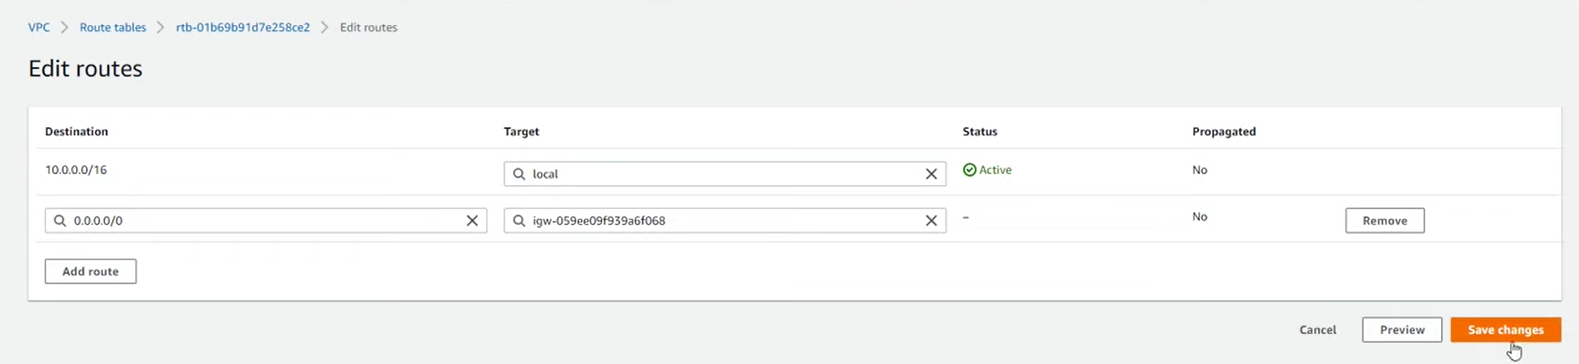 VPC > Route tables > rtb-01b69b91d7e258ce2 > Edit routes
Edit routes
Destination Target Status Propagated
10.0.0.0/16 local Active No
0.0.0.0/0 igw-059ee09f939a6f068 – No Remove
Add route
Cancel Preview Save changes